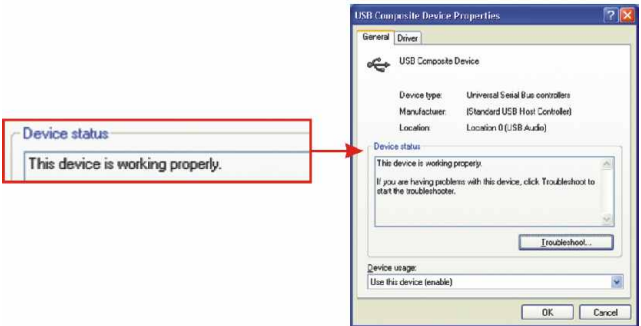 Device status
This device is working properly.
USB Composite Device Properties
General
Driver
USB Composite Device
Device type: Universal Serial Bus controllers
Manufacturer: (Standard USB Host Controller)
Location: Location 0 (USB Audio)
Device status
This device is working properly.
If you are having problems with this device, click Troubleshoot to
start the troubleshooter.
Troubleshoot...
Device usage:
Use this device (enable)
OK
Cancel